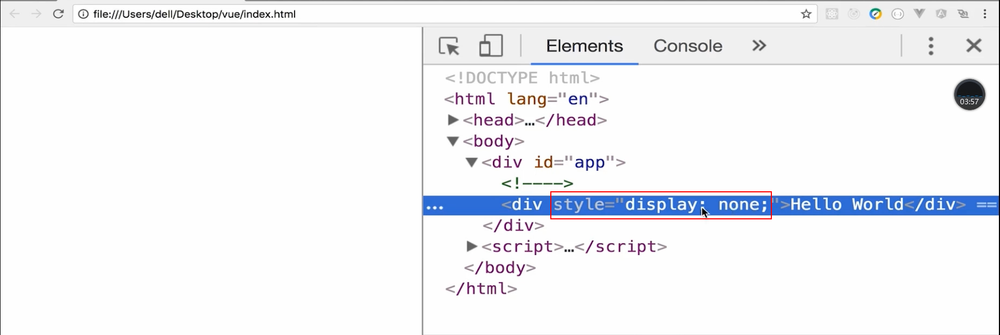 file:///Users/dell/Desktop/vue/index.html
Elements Console »
<!DOCTYPE html>
<html lang="en">
▶<head>…</head>
▼<body>
▼<div id="app">
<!---->
… <div style="display: none;">Hello World</div> ==
</div>
▶<script>…</script>
</body>
</html>
03:57